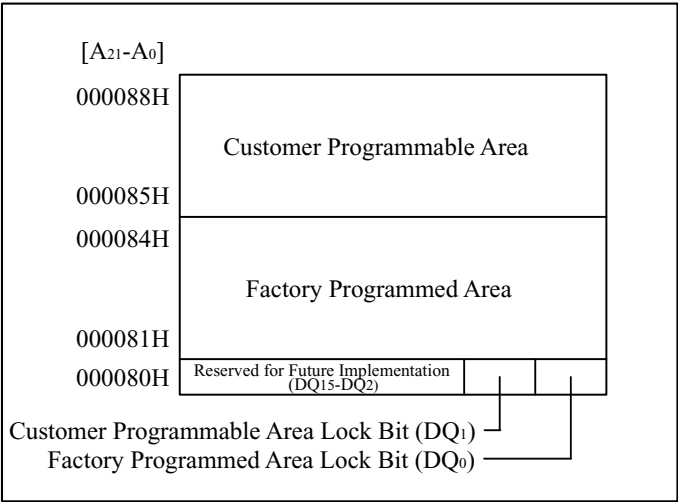 [A21-A0]
000088H
Customer Programmable Area
000085H
000084H
Factory Programmed Area
000081H
000080H
Reserved for Future Implementation
(DQ15-DQ2)
Customer Programmable Area Lock Bit (DQ1)
Factory Programmed Area Lock Bit (DQ0)